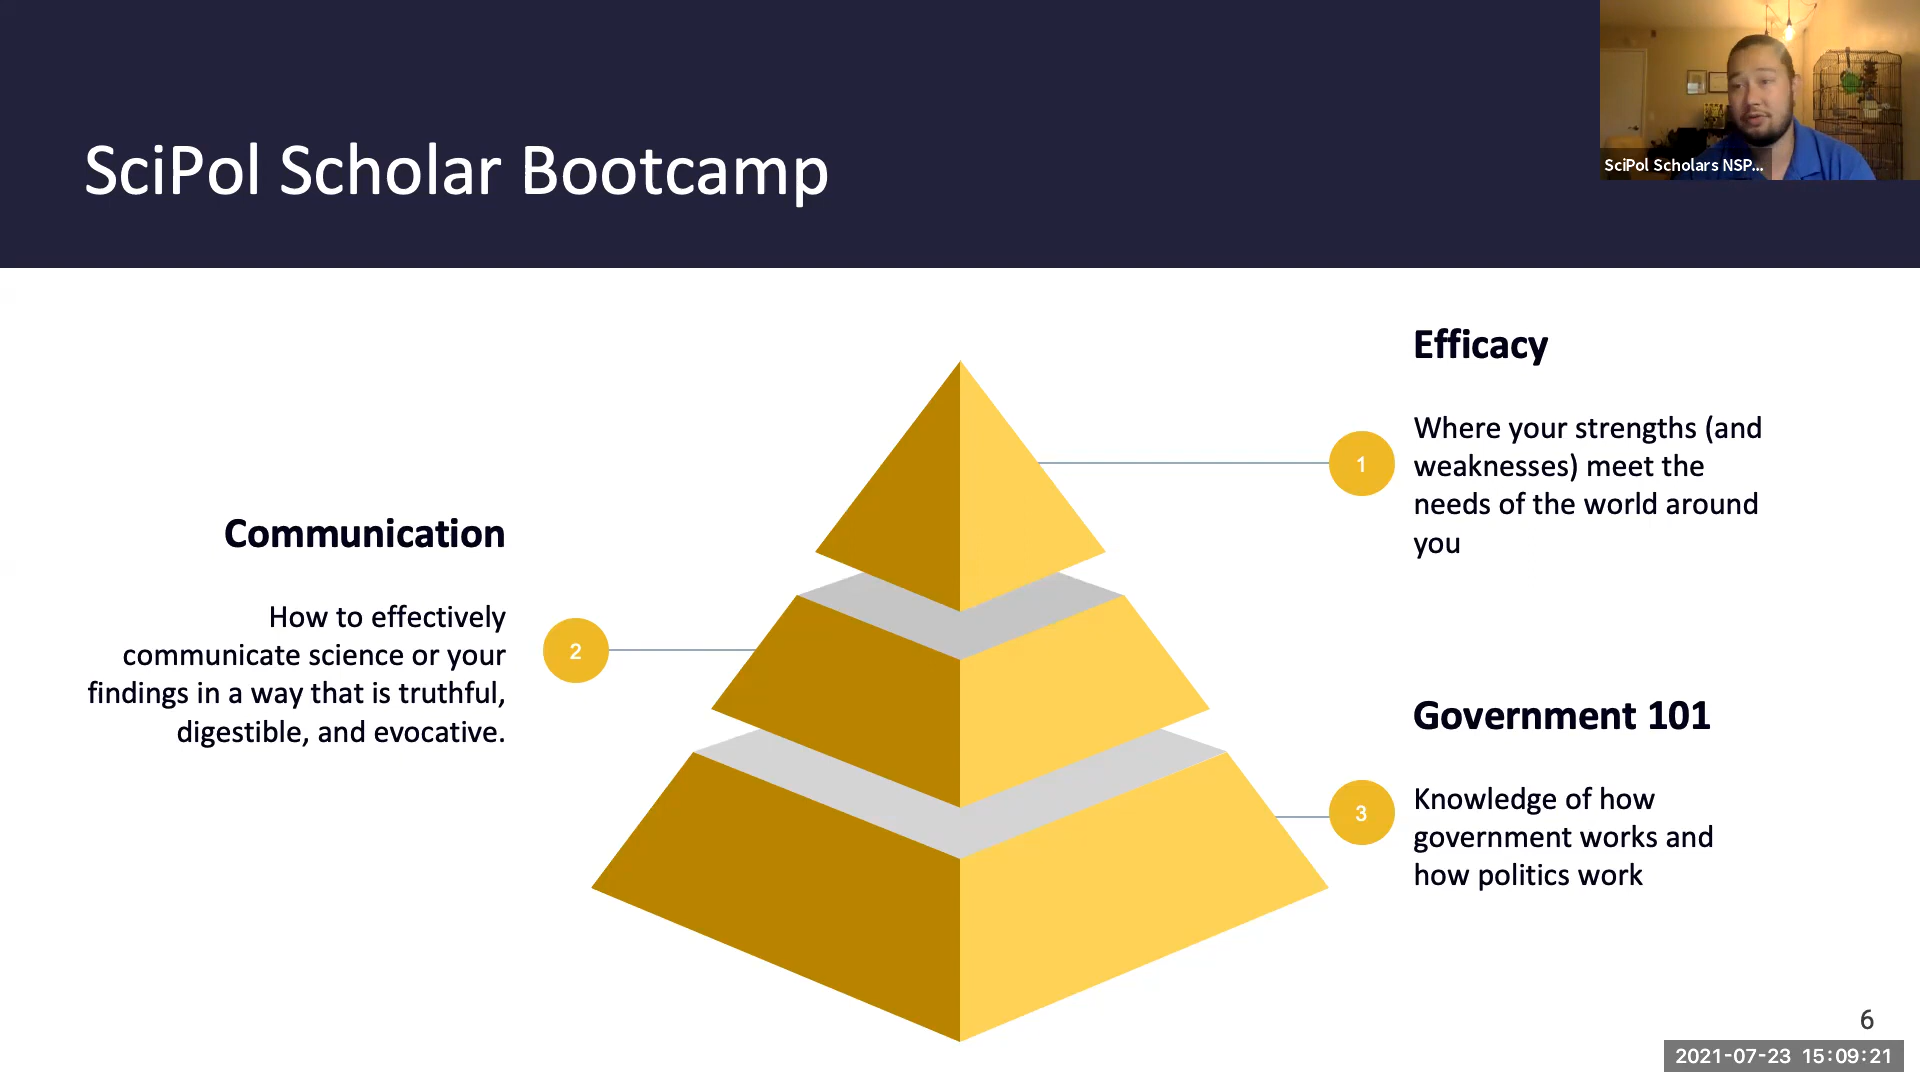 SciPol Scholar Bootcamp
SciPol Scholars NSP...
Efficacy
Where your strengths (and
weaknesses) meet the
needs of the world around
you
1
Communication
How to effectively
communicate science or your
findings in a way that is truthful,
digestible, and evocative.
2
Government 101
Knowledge of how
government works and
how politics work
3
6
2021-07-23 15:09:21